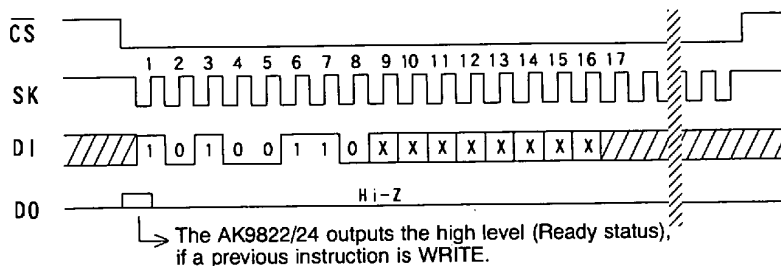 CS
1 2 3 4 5 6 7 8 9 10 11 12 13 14 15 16 17
SK
DI 1 0 1 0 0 1 1 0 X X X X X X X X
Hi-Z
DO
The AK9822/24 outputs the high level (Ready status),
if a previous instruction is WRITE.